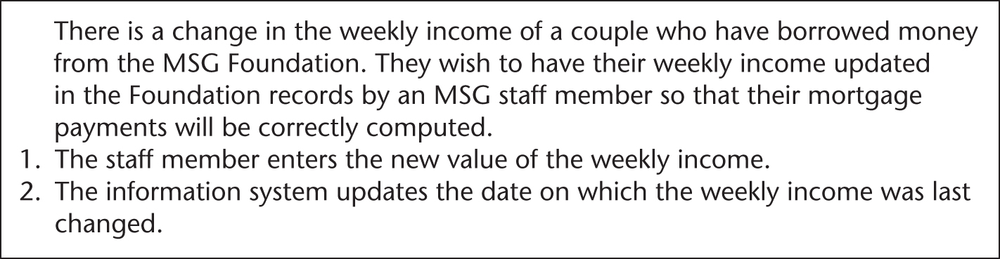 There is a change in the weekly income of a couple who have borrowed money
from the MSG Foundation. They wish to have their weekly income updated
in the Foundation records by an MSG staff member so that their mortgage
payments will be correctly computed.
1. The staff member enters the new value of the weekly income.
2. The information system updates the date on which the weekly income was last
changed.